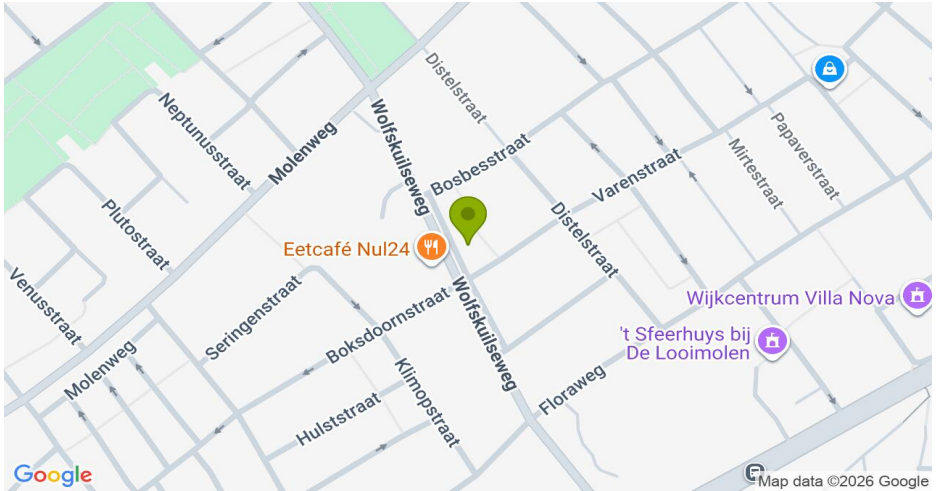 Distelstraat
Neptunusstraat
Molenweg
Wolfskuilseweg
Bosbesstraat
Papaverstraat
Mirtestraat
Varenstraat
Plutostraat
Distelstraat
Eetcafé Nul24
Venusstraat
Seringenstraat
Boksdoornstraat
Wolfskuilseweg
Wijkcentrum Villa Nova
't Sfeerhuys bij
De Looimolen
Molenweg
Klimopstraat
Floraweg
Hulststraat
Google
Map data ©2026 Google